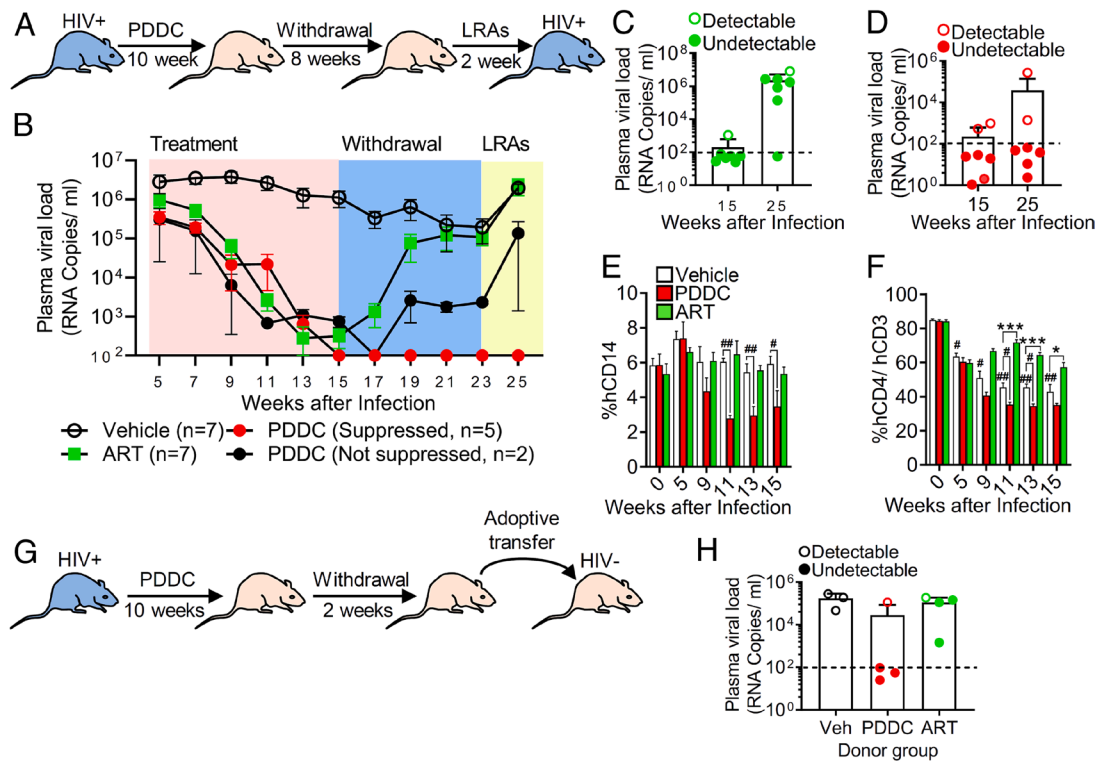 A
HIV+
PDDC
10 week
Withdrawal
8 weeks
LRAs
2 week
HIV+
B
Treatment
Withdrawal
LRAs
Plasma viral load
(RNA Copies/ ml)
10^7
10^6
10^5
10^4
10^3
10^2
5 7 9 11 13 15 17 19 21 23 25
Weeks after Infection
Vehicle (n=7)
ART (n=7)
PDDC (Suppressed, n=5)
PDDC (Not suppressed, n=2)
C
Detectable
Undetectable
Plasma viral load
(RNA Copies/ ml)
10^8
10^6
10^4
10^2
10^0
15 25
Weeks after Infection
D
Detectable
Undetectable
Plasma viral load
(RNA Copies/ ml)
10^6
10^4
10^2
10^0
15 25
Weeks after Infection
E
Vehicle
PDDC
ART
%hCD14
8
6
4
2
0
## ## #
0 5 9 11 13 15
Weeks after Infection
F
%hCD4/ hCD3
100
80
60
40
20
0
# # ## # *** ## # *** ## *
0 5 9 11 13 15
Weeks after Infection
G
HIV+
PDDC
10 weeks
Withdrawal
2 weeks
Adoptive
transfer
HIV-
H
Detectable
Undetectable
Plasma viral load
(RNA Copies/ ml)
10^6
10^4
10^2
10^0
Veh PDDC ART
Donor group